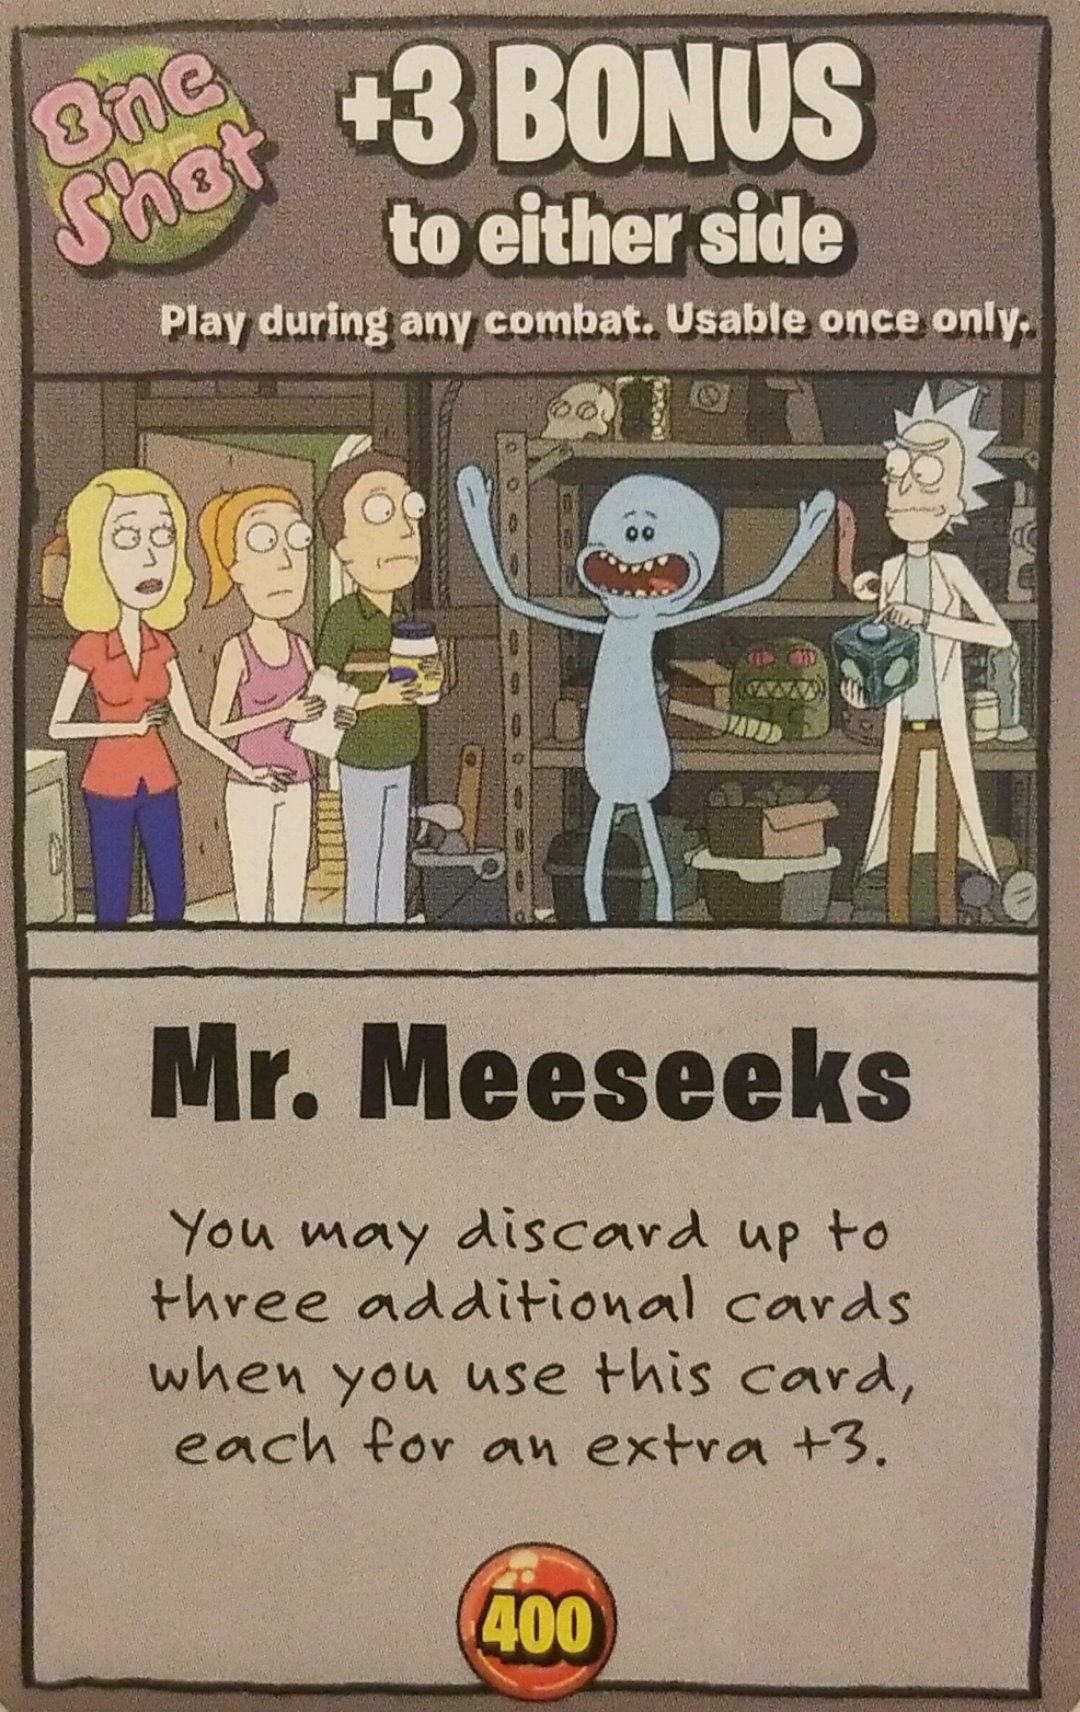 One
Shot
+3 BONUS
to either side
Play during any combat. Usable once only.
Mr. Meeseeks
You may discard up to
three additional cards
when you use this card,
each for an extra +3.
400